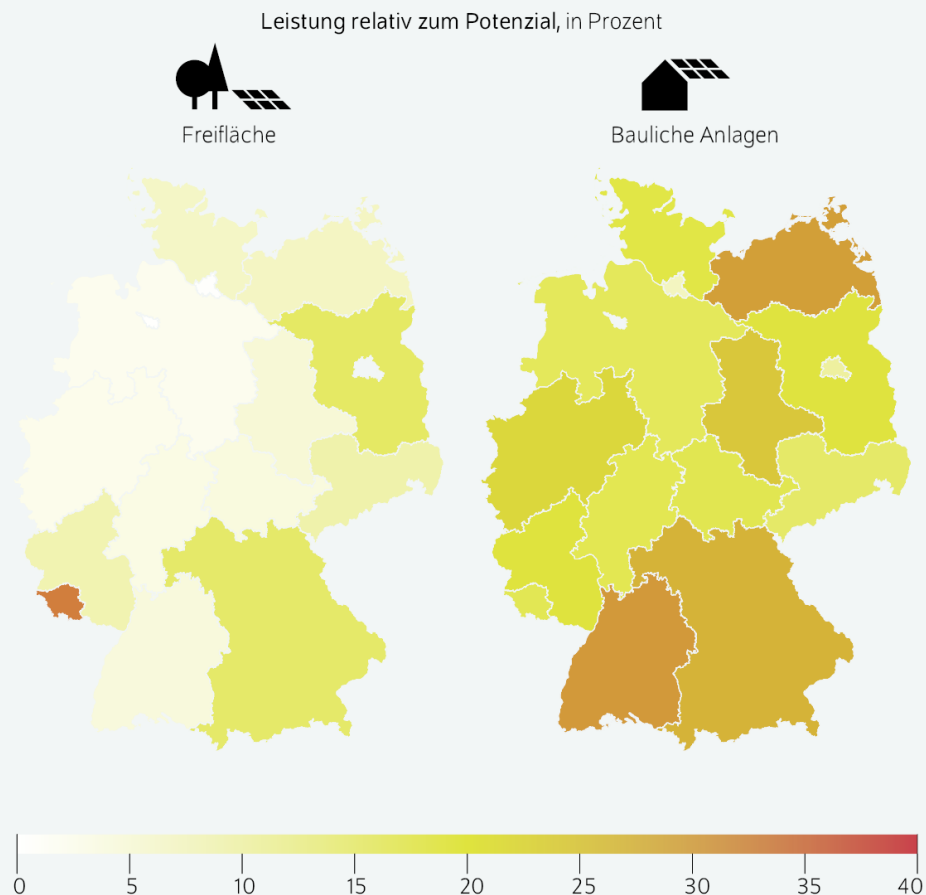 Leistung relativ zum Potenzial, in Prozent
Freifläche
Bauliche Anlagen
0 5 10 15 20 25 30 35 40